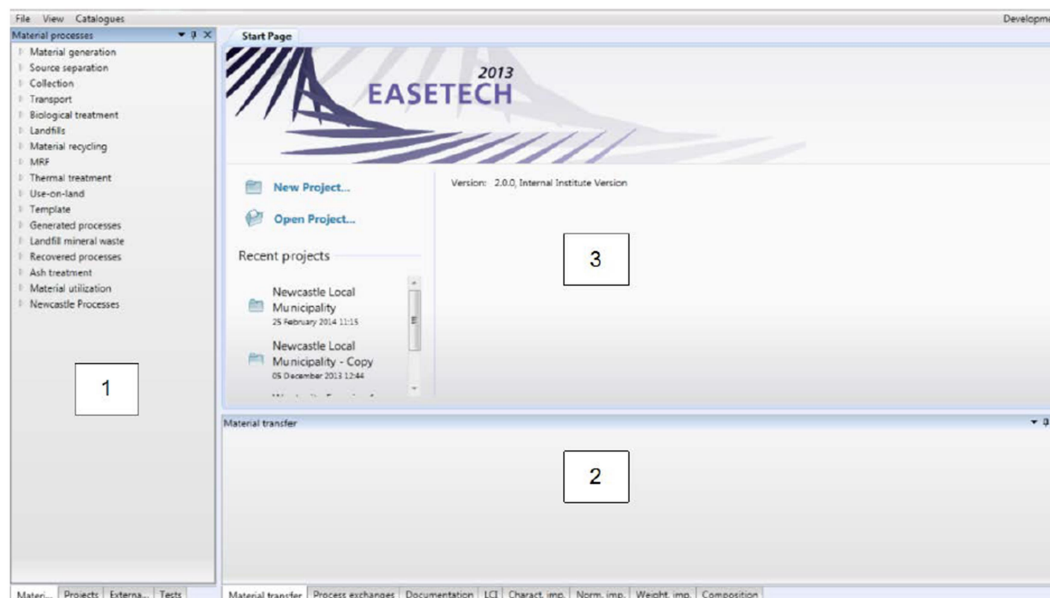 File View Catalogues
Material processes
Material generation
Source separation
Collection
Transport
Biological treatment
Landfills
Material recycling
MRF
Thermal treatment
Use-on-land
Template
Generated processes
Landfill mineral waste
Recovered processes
Ash treatment
Material utilization
Newcastle Processes
1
Materi... Projects Externa... Tests
Start Page
2013
EASETECH
New Project...
Open Project...
Recent projects
Newcastle Local
Municipality
25 February 2014 11:15
Newcastle Local
Municipality - Copy
05 December 2013 12:44
Version: 2.0.0, Internal Institute Version
3
Material transfer
2
Material transfer Process exchanges Documentation LCI Charact. imp. Norm. imp. Weight. imp. Composition